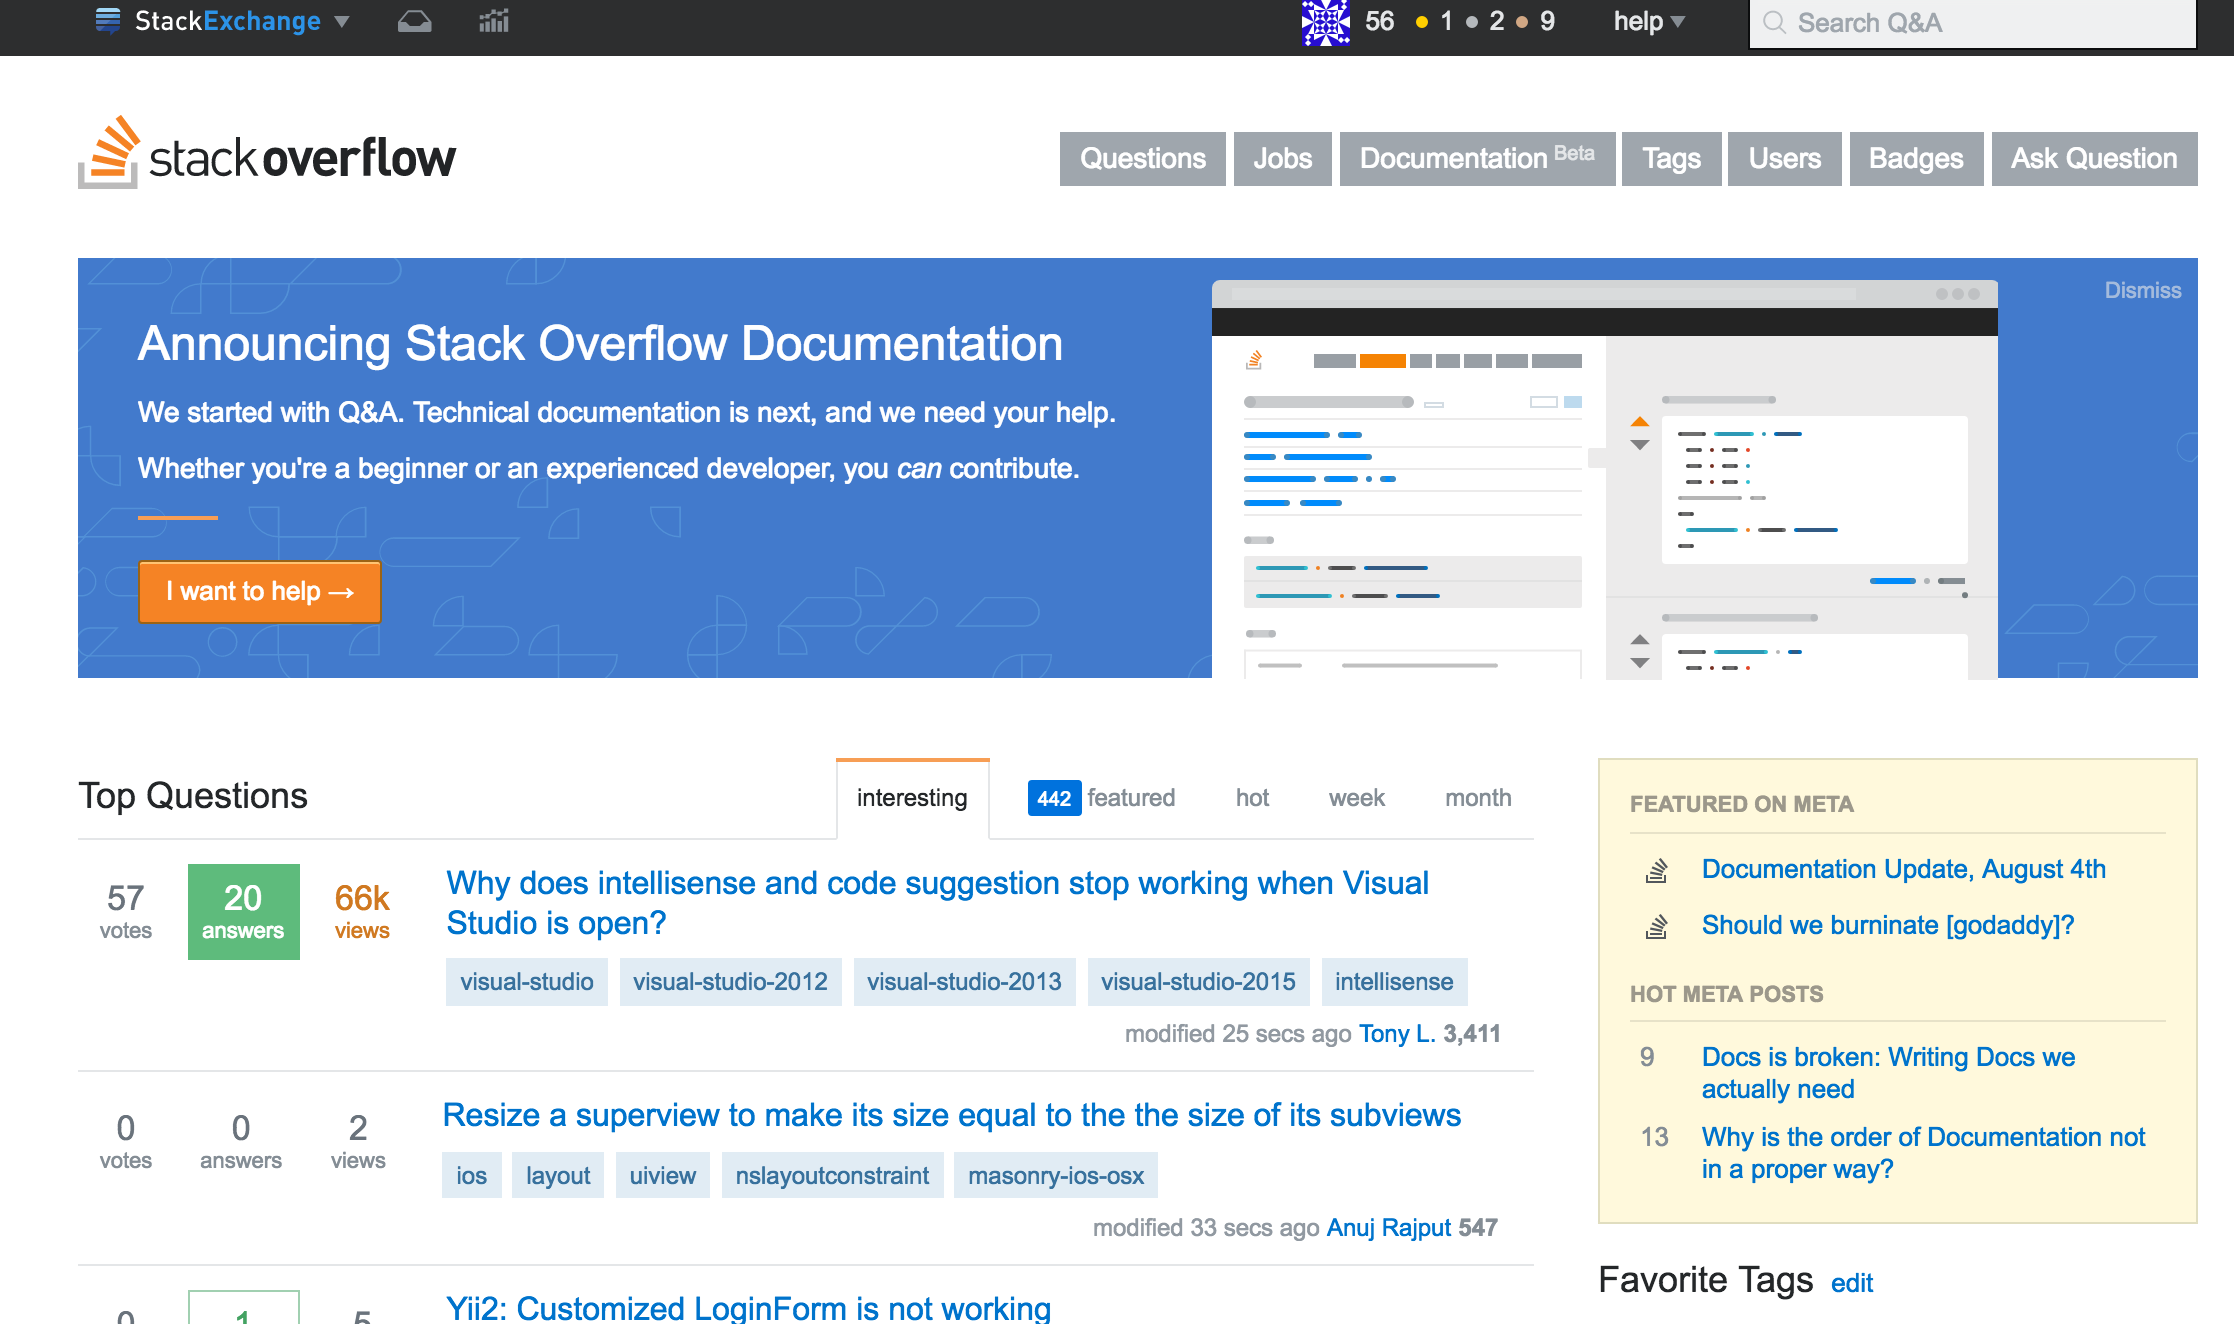 StackExchange
56 1 2 9
help
Search Q&A
stackoverflow
Questions
Jobs
Documentation Beta
Tags
Users
Badges
Ask Question
Dismiss
Announcing Stack Overflow Documentation
We started with Q&A. Technical documentation is next, and we need your help.
Whether you're a beginner or an experienced developer, you can contribute.
I want to help →
Top Questions
interesting
442 featured
hot
week
month
57 votes
20 answers
66k views
Why does intellisense and code suggestion stop working when Visual
Studio is open?
visual-studio visual-studio-2012 visual-studio-2013 visual-studio-2015 intellisense
modified 25 secs ago Tony L. 3,411
0 votes
0 answers
2 views
Resize a superview to make its size equal to the the size of its subviews
ios layout uiview nslayoutconstraint masonry-ios-osx
modified 33 secs ago Anuj Rajput 547
0 1 5
Yii2: Customized LoginForm is not working
FEATURED ON META
Documentation Update, August 4th
Should we burninate [godaddy]?
HOT META POSTS
9 Docs is broken: Writing Docs we
actually need
13 Why is the order of Documentation not
in a proper way?
Favorite Tags edit